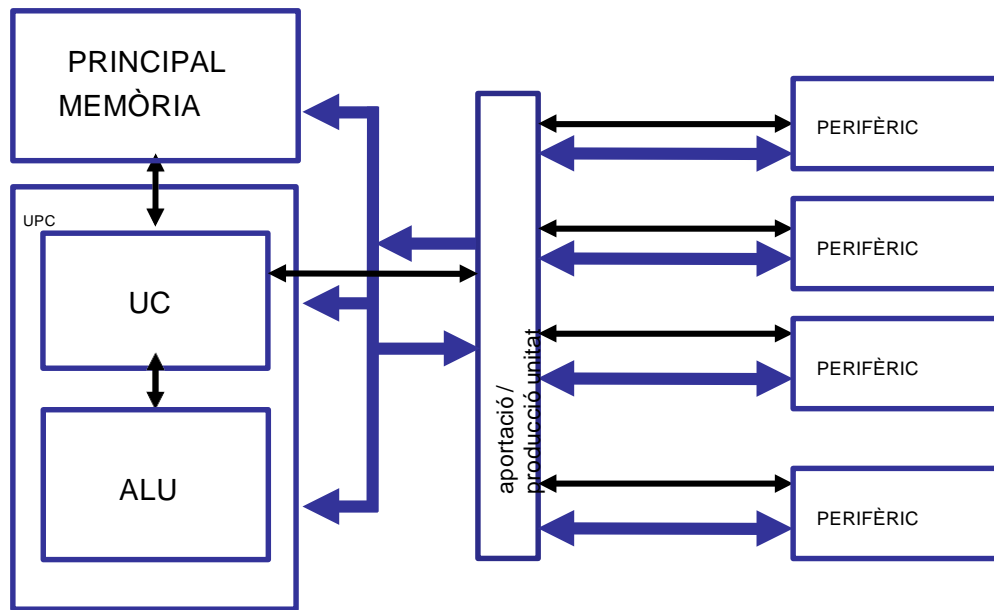 PRINCIPAL
MEMÒRIA
UPC
UC
ALU
aportació /
producció unitat
PERIFÈRIC
PERIFÈRIC
PERIFÈRIC
PERIFÈRIC